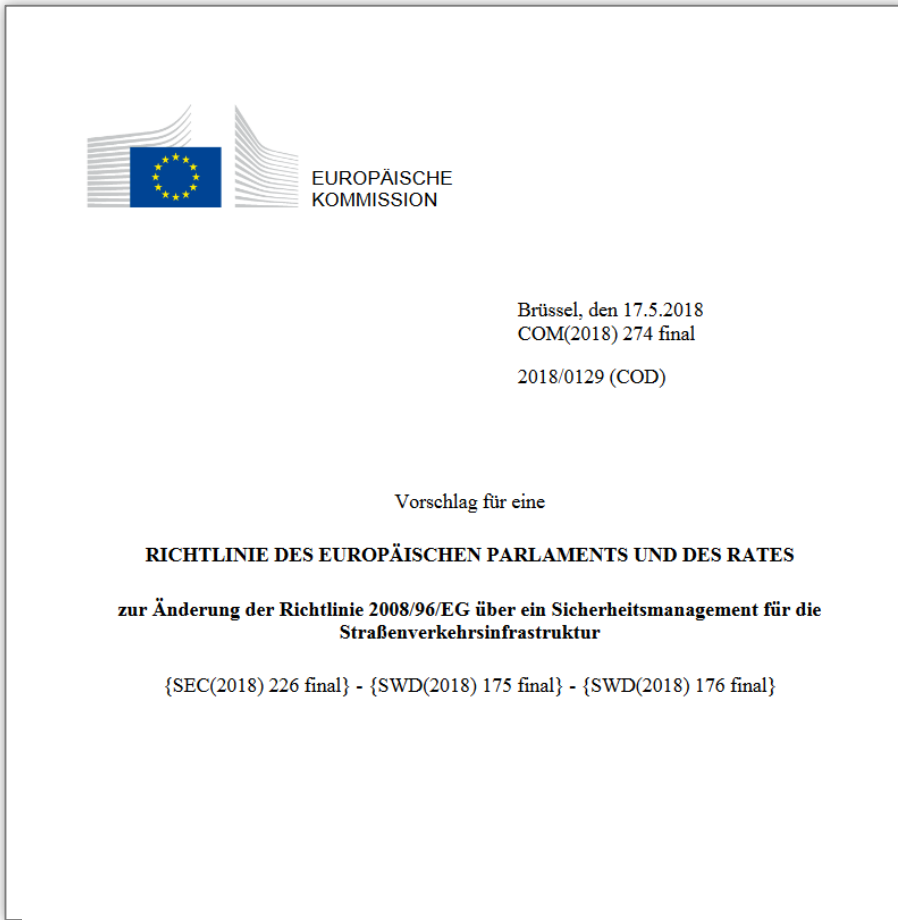 EUROPÄISCHE
KOMMISSION
Brüssel, den 17.5.2018
COM(2018) 274 final
2018/0129 (COD)
Vorschlag für eine
RICHTLINIE DES EUROPÄISCHEN PARLAMENTS UND DES RATES
zur Änderung der Richtlinie 2008/96/EG über ein Sicherheitsmanagement für die
Straßenverkehrsinfrastruktur
{SEC(2018) 226 final} - {SWD(2018) 175 final} - {SWD(2018) 176 final}